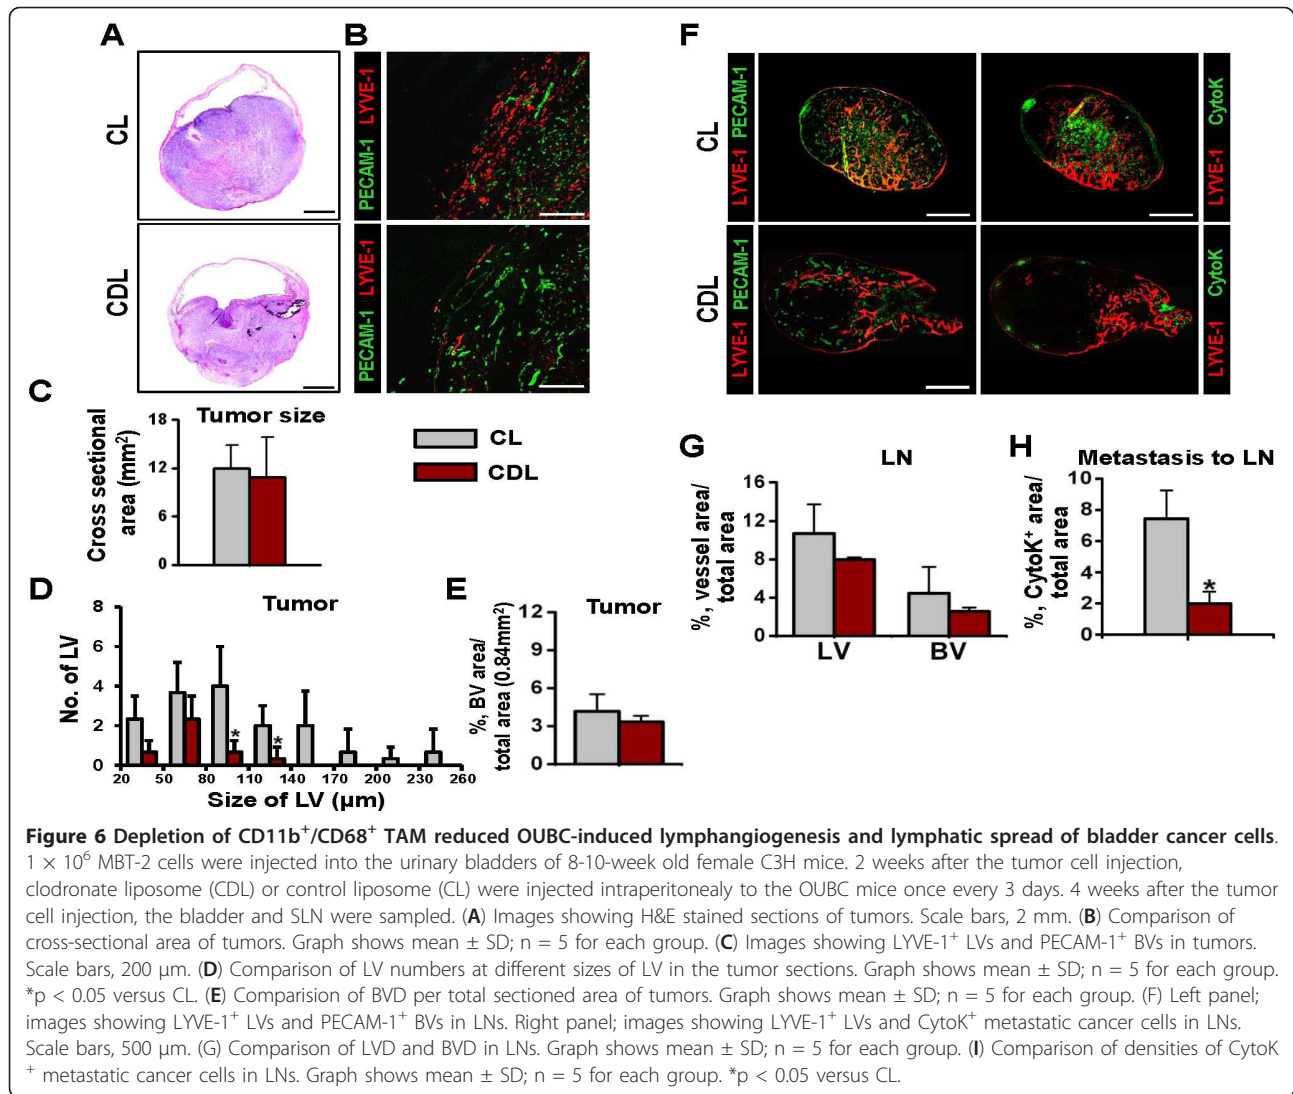 A
B
F
CL
PECAM-1 LYVE-1
CL
LYVE-1 PECAM-1
LYVE-1 CytoK
CDL
PECAM-1 LYVE-1
CDL
LYVE-1 PECAM-1
LYVE-1 CytoK
C
Tumor size
Cross sectional
area (mm²)
18
12
6
0
CL
CDL
G
LN
%, vessel area/
total area
16
12
8
4
0
LV BV
H
Metastasis to LN
%, CytoK⁺ area/
total area
10
8
6
4
2
0
*
D
Tumor
No. of LV
8
6
4
2
0
* *
20 50 80 110 140 170 200 230 260
Size of LV (µm)
E
Tumor
%, BV area/
total area (0.84mm²)
12
9
6
3
0
Figure 6 Depletion of CD11b⁺/CD68⁺ TAM reduced OUBC-induced lymphangiogenesis and lymphatic spread of bladder cancer cells.
1 × 10⁶ MBT-2 cells were injected into the urinary bladders of 8-10-week old female C3H mice. 2 weeks after the tumor cell injection,
clodronate liposome (CDL) or control liposome (CL) were injected intraperitonealy to the OUBC mice once every 3 days. 4 weeks after the tumor
cell injection, the bladder and SLN were sampled. (A) Images showing H&E stained sections of tumors. Scale bars, 2 mm. (B) Comparison of
cross-sectional area of tumors. Graph shows mean ± SD; n = 5 for each group. (C) Images showing LYVE-1⁺ LVs and PECAM-1⁺ BVs in tumors.
Scale bars, 200 µm. (D) Comparison of LV numbers at different sizes of LV in the tumor sections. Graph shows mean ± SD; n = 5 for each group.
*p < 0.05 versus CL. (E) Comparision of BVD per total sectioned area of tumors. Graph shows mean ± SD; n = 5 for each group. (F) Left panel;
images showing LYVE-1⁺ LVs and PECAM-1⁺ BVs in LNs. Right panel; images showing LYVE-1⁺ LVs and CytoK⁺ metastatic cancer cells in LNs.
Scale bars, 500 µm. (G) Comparison of LVD and BVD in LNs. Graph shows mean ± SD; n = 5 for each group. (I) Comparison of densities of CytoK
⁺ metastatic cancer cells in LNs. Graph shows mean ± SD; n = 5 for each group. *p < 0.05 versus CL.